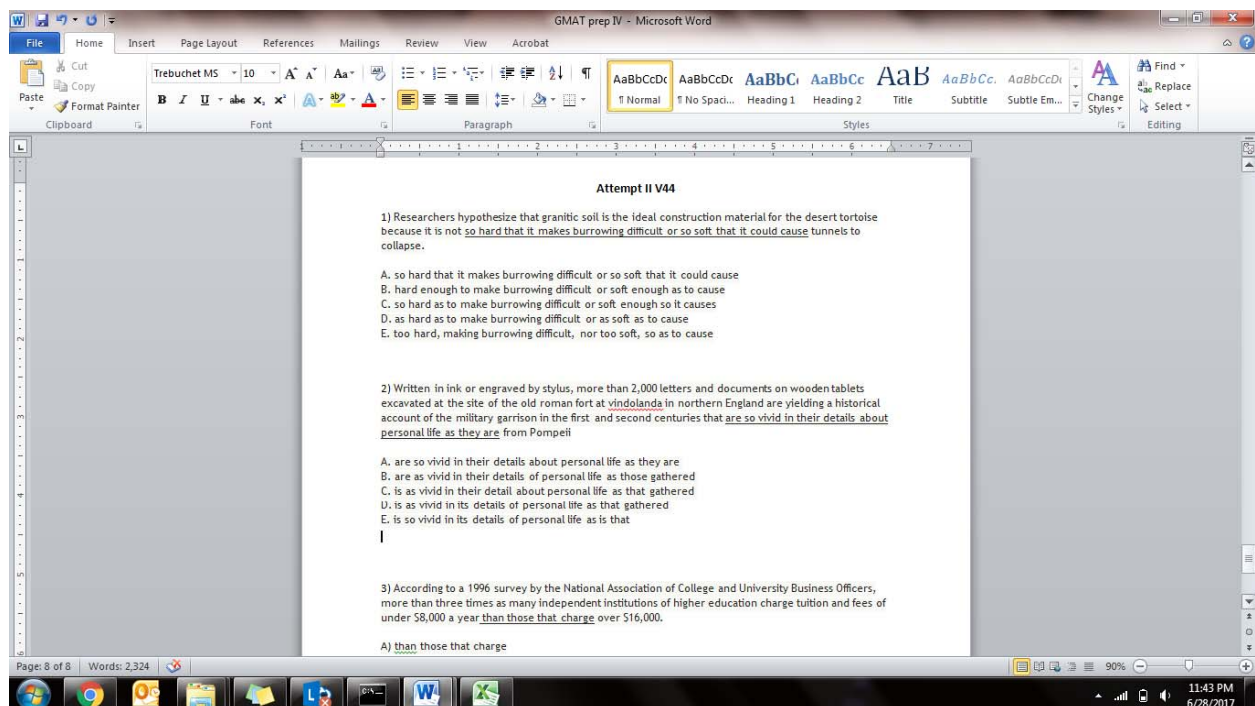 GMAT prep IV - Microsoft Word
File Home Insert Page Layout References Mailings Review View Acrobat
Cut
Copy
Paste
Format Painter
Clipboard
Trebuchet MS 10
Font
Paragraph
AaBbCcDc AaBbCcDc AaBbCc AaBbCc AaB AaBbCc. AaBbCcDc
¶ Normal ¶ No Spaci... Heading 1 Heading 2 Title Subtitle Subtle Em...
Change Styles
Styles
Find
Replace
Select
Editing
Attempt II V44
1) Researchers hypothesize that granitic soil is the ideal construction material for the desert tortoise
because it is not so hard that it makes burrowing difficult or so soft that it could cause tunnels to
collapse.
A. so hard that it makes burrowing difficult or so soft that it could cause
B. hard enough to make burrowing difficult or soft enough as to cause
C. so hard as to make burrowing difficult or soft enough so it causes
D. as hard as to make burrowing difficult or as soft as to cause
E. too hard, making burrowing difficult, nor too soft, so as to cause
2) Written in ink or engraved by stylus, more than 2,000 letters and documents on wooden tablets
excavated at the site of the old roman fort at vindolanda in northern England are yielding a historical
account of the military garrison in the first and second centuries that are so vivid in their details about
personal life as they are from Pompeii
A. are so vivid in their details about personal life as they are
B. are as vivid in their details of personal life as those gathered
C. is as vivid in their detail about personal life as that gathered
D. is as vivid in its details of personal life as that gathered
E. is so vivid in its details of personal life as is that
3) According to a 1996 survey by the National Association of College and University Business Officers,
more than three times as many independent institutions of higher education charge tuition and fees of
under $8,000 a year than those that charge over $16,000.
A) than those that charge
Page: 8 of 8 Words: 2,324
90%
11:43 PM
6/28/2017